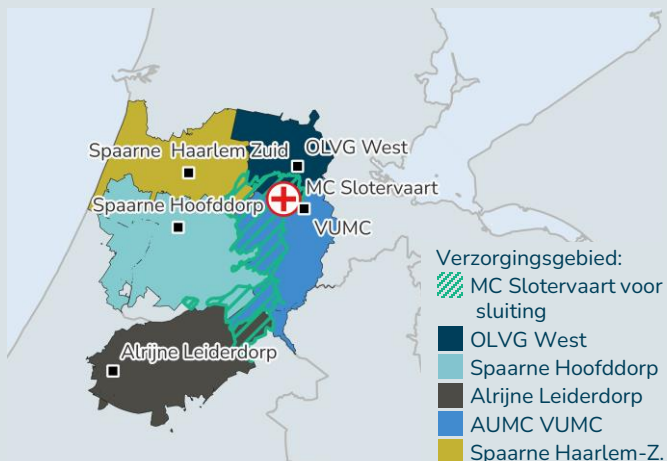 Spaarne Haarlem Zuid
OLVG West
MC Slotervaart
Spaarne Hoofddorp
VUMC
Alrijne Leiderdorp
Verzorgingsgebied:
MC Slotervaart voor
sluiting
OLVG West
Spaarne Hoofddorp
Alrijne Leiderdorp
AUMC VUMC
Spaarne Haarlem-Z.